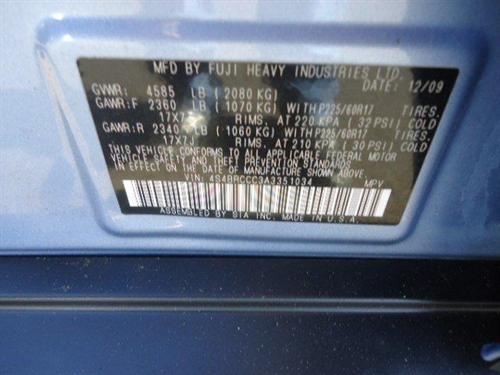 MFD BY FUJI HEAVY INDUSTRIES LTD.
DATE: 12/09
GVWR: 4585 LB (2080 KG)
GAWR:F 2360 LB (1070 KG) WITH P225/60R17 TIRES.
17X7J RIMS. AT 220 KPA (32 PSI) COLD.
GAWR:R 2340 LB (1060 KG) WITH P225/60R17 TIRES.
17X7J RIMS. AT 210 KPA (30 PSI) COLD.
THIS VEHICLE CONFORMS TO ALL APPLICABLE FEDERAL MOTOR
VEHICLE SAFETY AND THEFT PREVENTION STANDARDS
IN EFFECT ON THE DATE OF MANUFACTURE SHOWN ABOVE.
VIN: 4S4BRCCC3A3351034 MPV
ASSEMBLED BY SIA INC. MADE IN U.S.A.